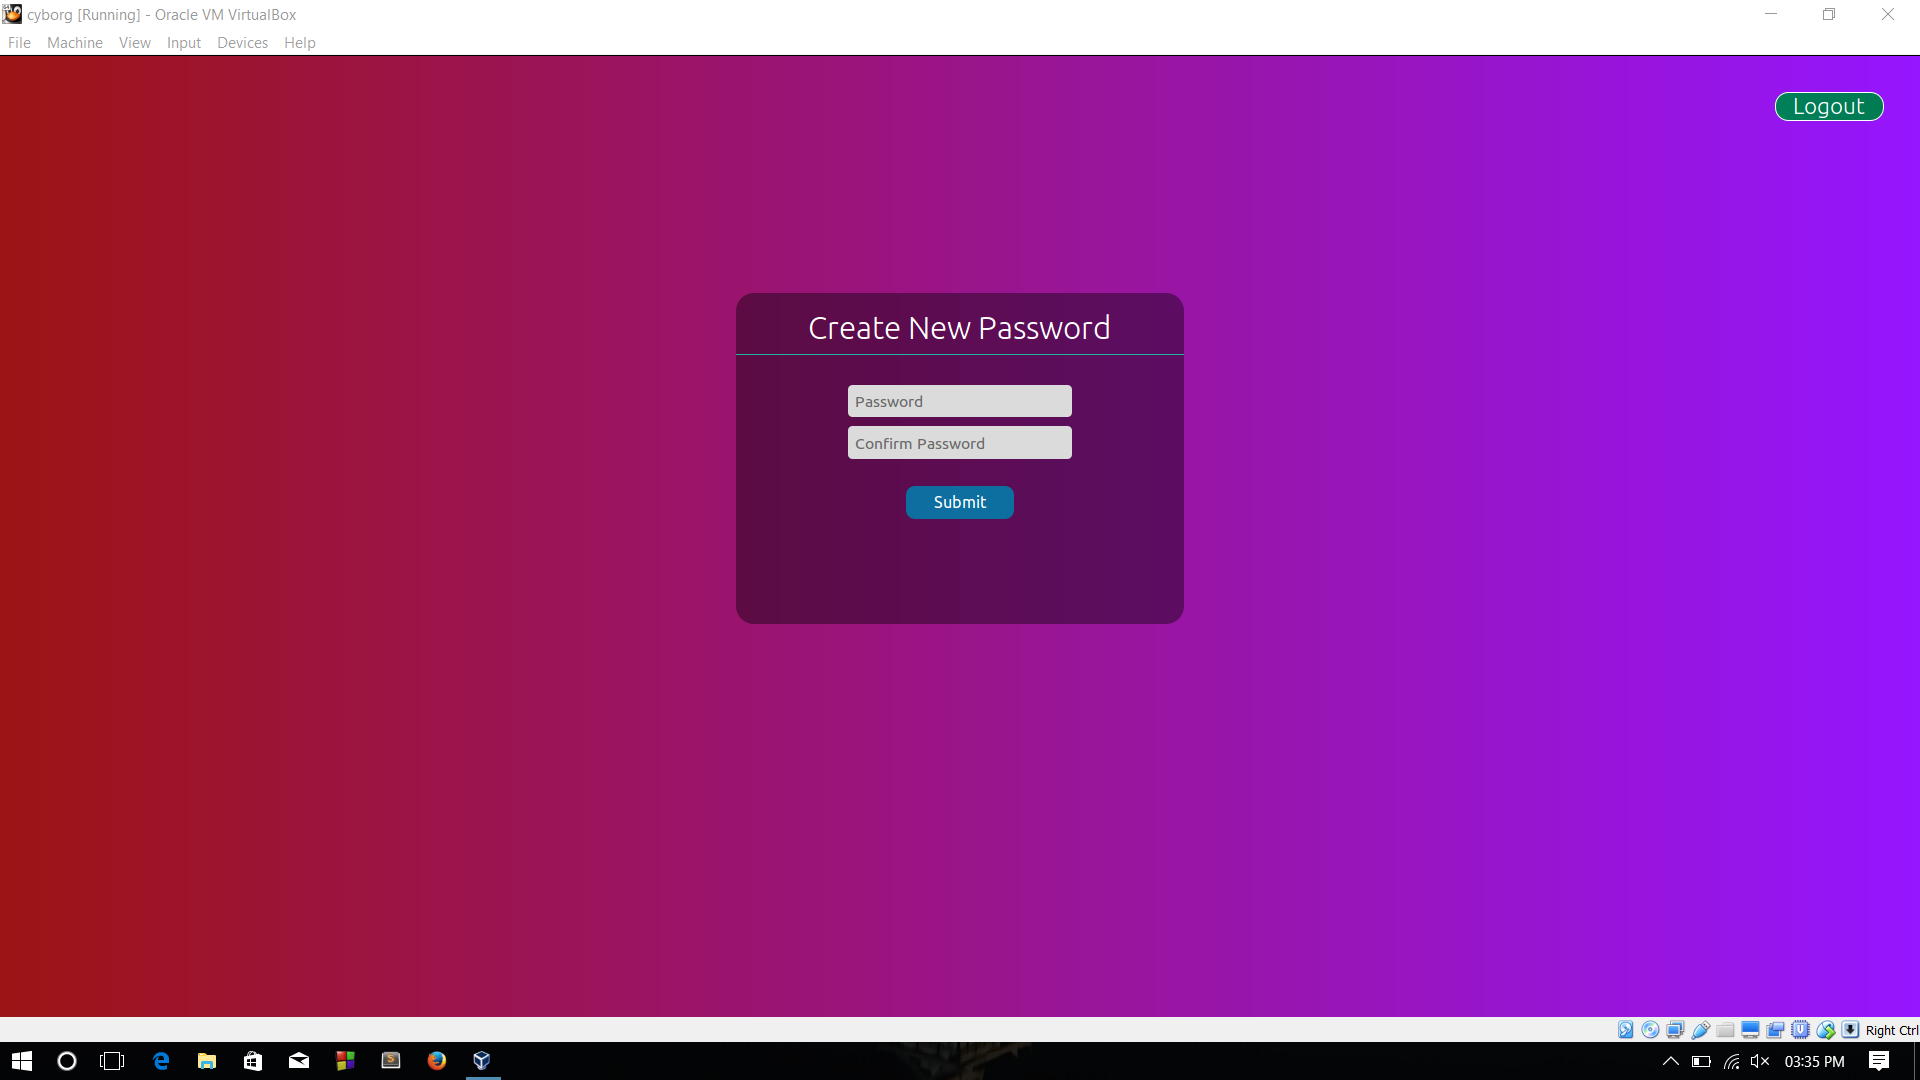 cyborg [Running] - Oracle VM VirtualBox
File Machine View Input Devices Help
Logout
Create New Password
Password
Confirm Password
Submit
Right Ctrl
03:35 PM